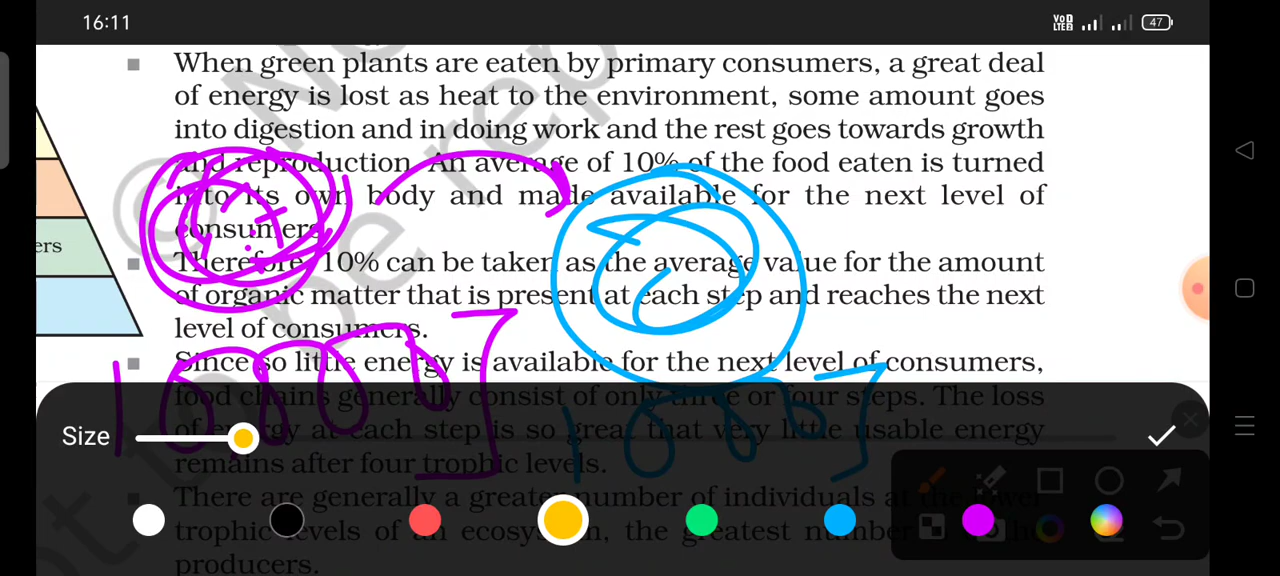 16:11
VoD LTE2 47
When green plants are eaten by primary consumers, a great deal
of energy is lost as heat to the environment, some amount goes
into digestion and in doing work and the rest goes towards growth
and reproduction. An average of 10% of the food eaten is turned
into its own body and made available for the next level of
consumers.
ers
Therefore, 10% can be taken as the average value for the amount
of organic matter that is present at each step and reaches the next
level of consumers.
Since so little energy is available for the next level of consumers,
food chains generally consist of only three or four steps. The loss
of energy at each step is so great that very little usable energy
remains after four trophic levels.
There are generally a greater number of individuals at the lower
trophic levels of an ecosystem, the greatest number
producers.
10000 J
1000 J
Size